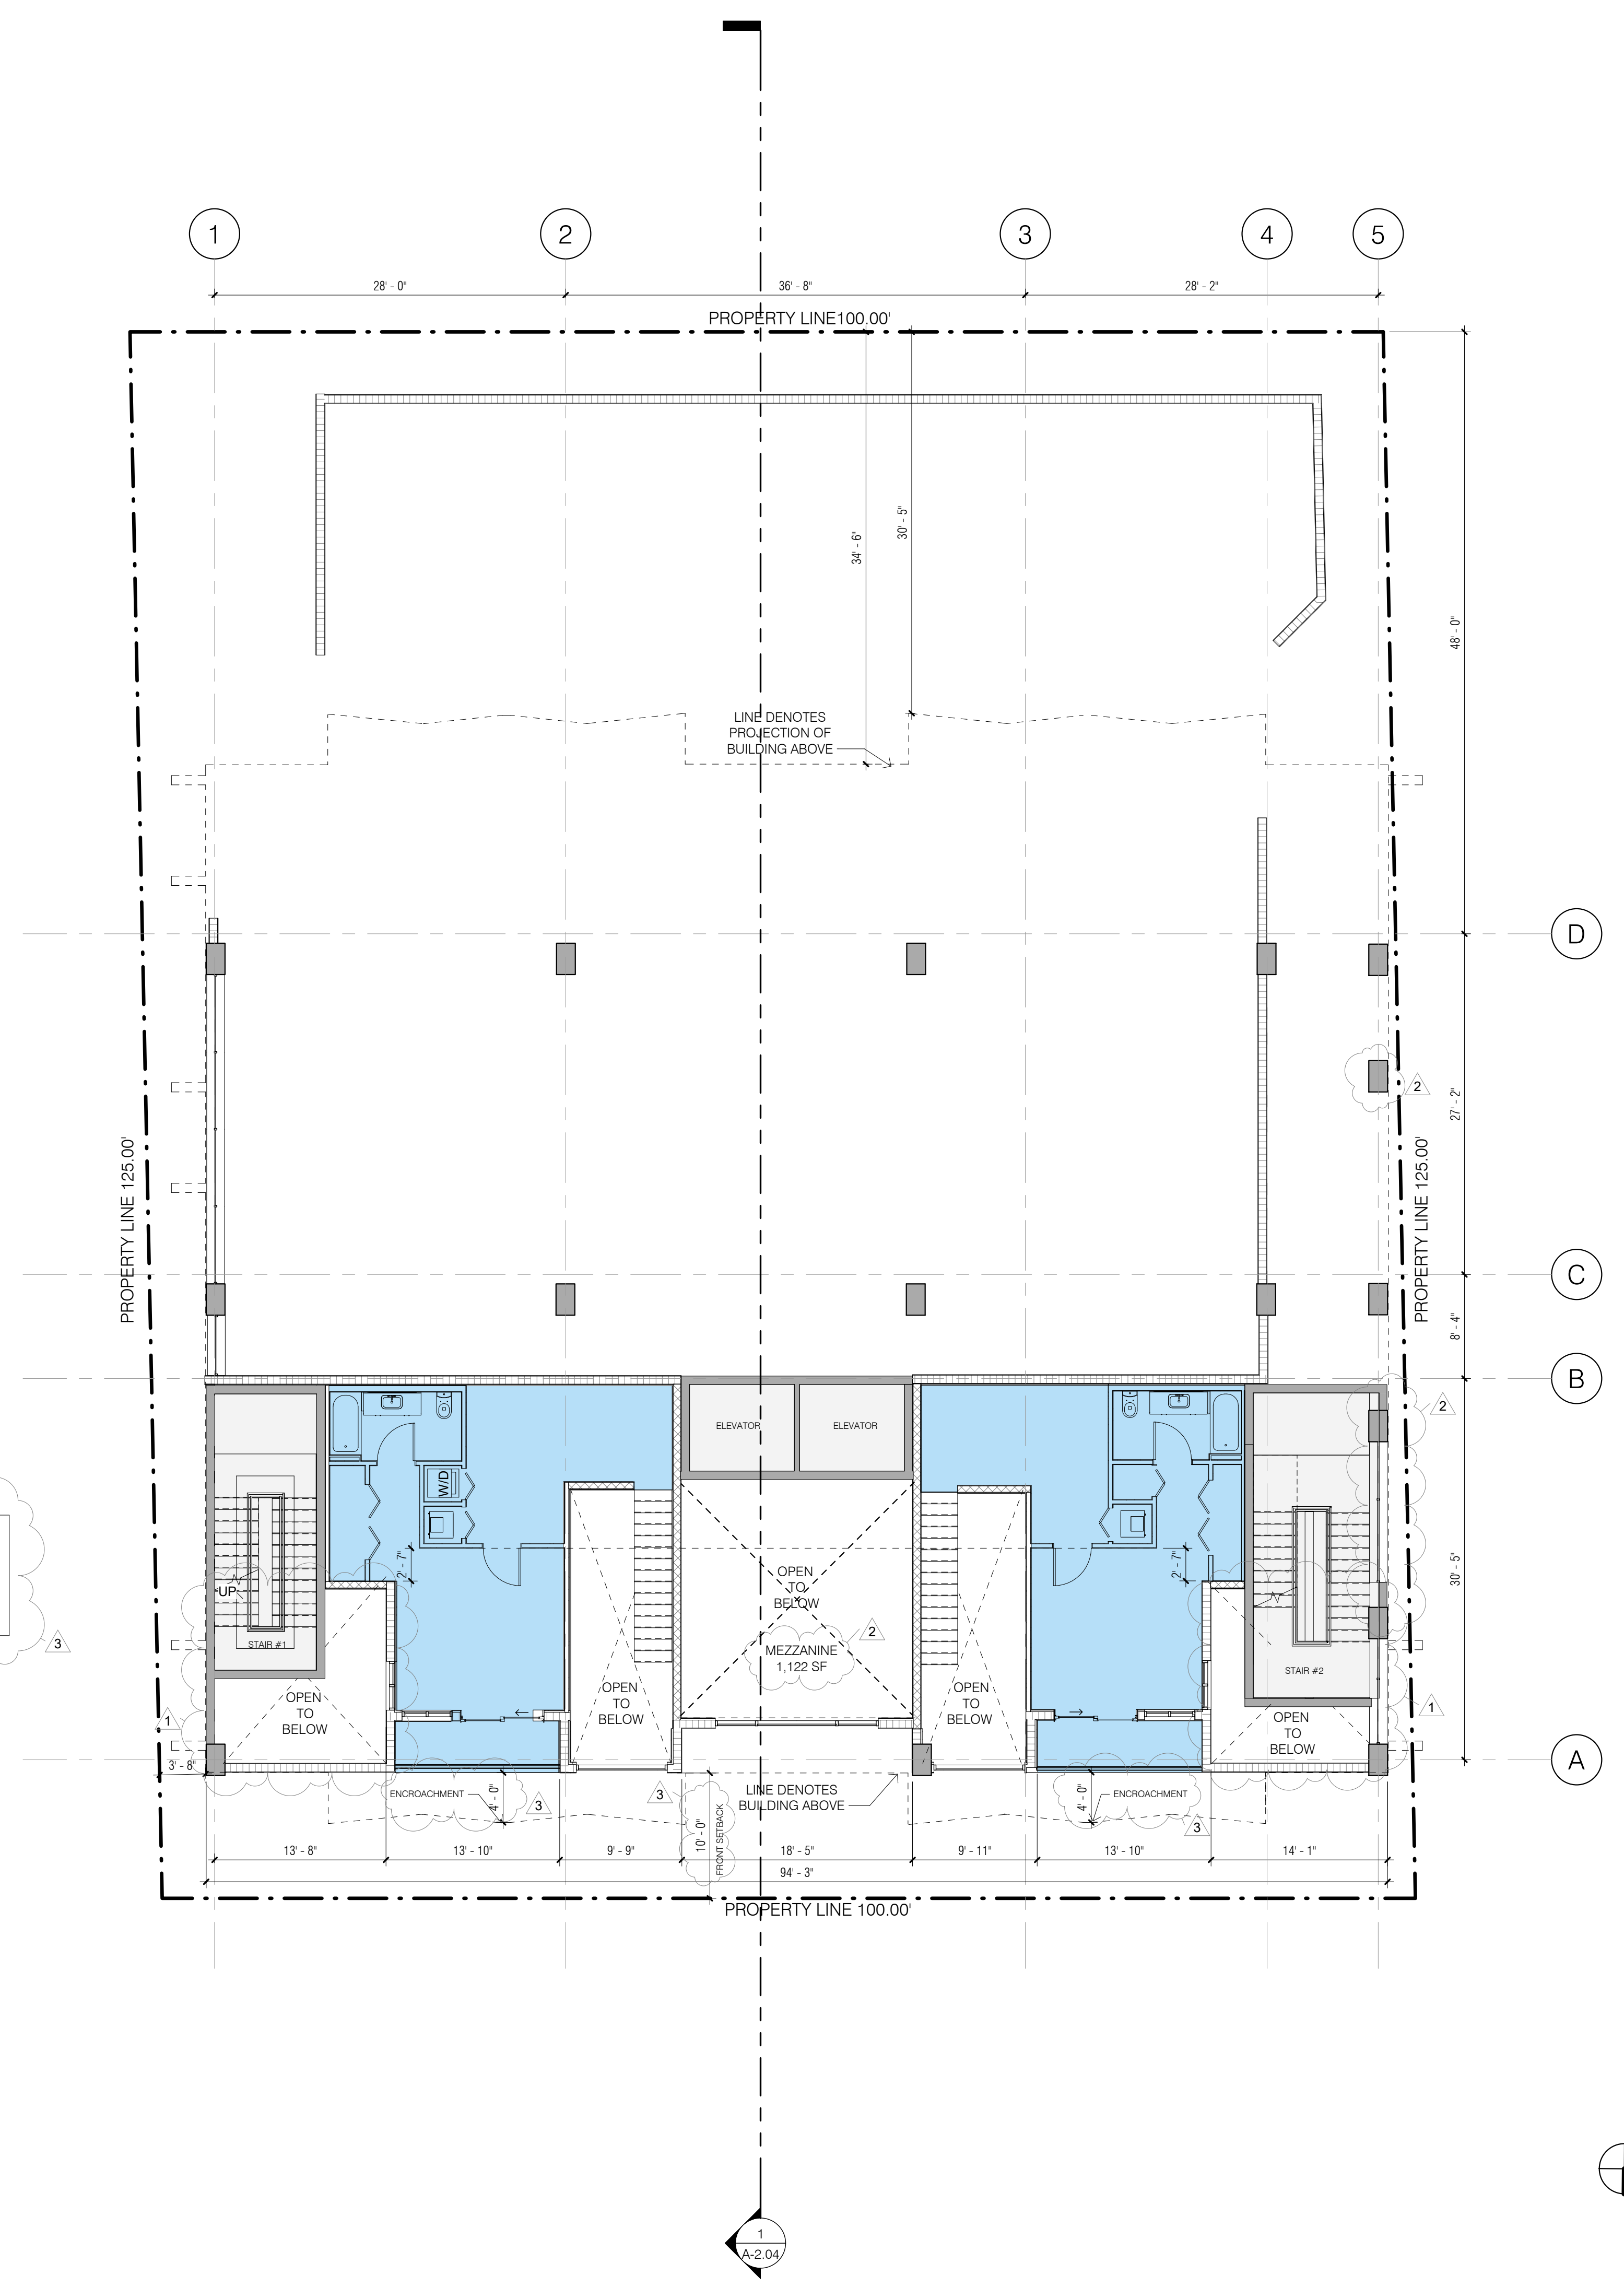 1
2
3
4
5
28' - 0"
36' - 8"
28' - 2"
PROPERTY LINE100.00'
34' - 6"
30' - 5"
48' - 0"
LINE DENOTES
PROJECTION OF
BUILDING ABOVE
D
2
27' - 2"
PROPERTY LINE 125.00'
PROPERTY LINE 125.00'
C
8' - 4"
B
2
ELEVATOR
ELEVATOR
W/D
2' - 7"
2' - 7"
30' - 5"
UP
OPEN
TO
BELOW
STAIR #1
3
2
MEZZANINE
1,122 SF
STAIR #2
OPEN
TO
BELOW
OPEN
TO
BELOW
OPEN
TO
BELOW
OPEN
TO
BELOW
1
1
3' - 8"
A
LINE DENOTES
BUILDING ABOVE
ENCROACHMENT
4' - 0"
3
3
4' - 0"
ENCROACHMENT
3
10' - 0"
FRONT SETBACK
13' - 8"
13' - 10"
9' - 9"
18' - 5"
9' - 11"
13' - 10"
14' - 1"
94' - 3"
PROPERTY LINE 100.00'
1
A-2.04